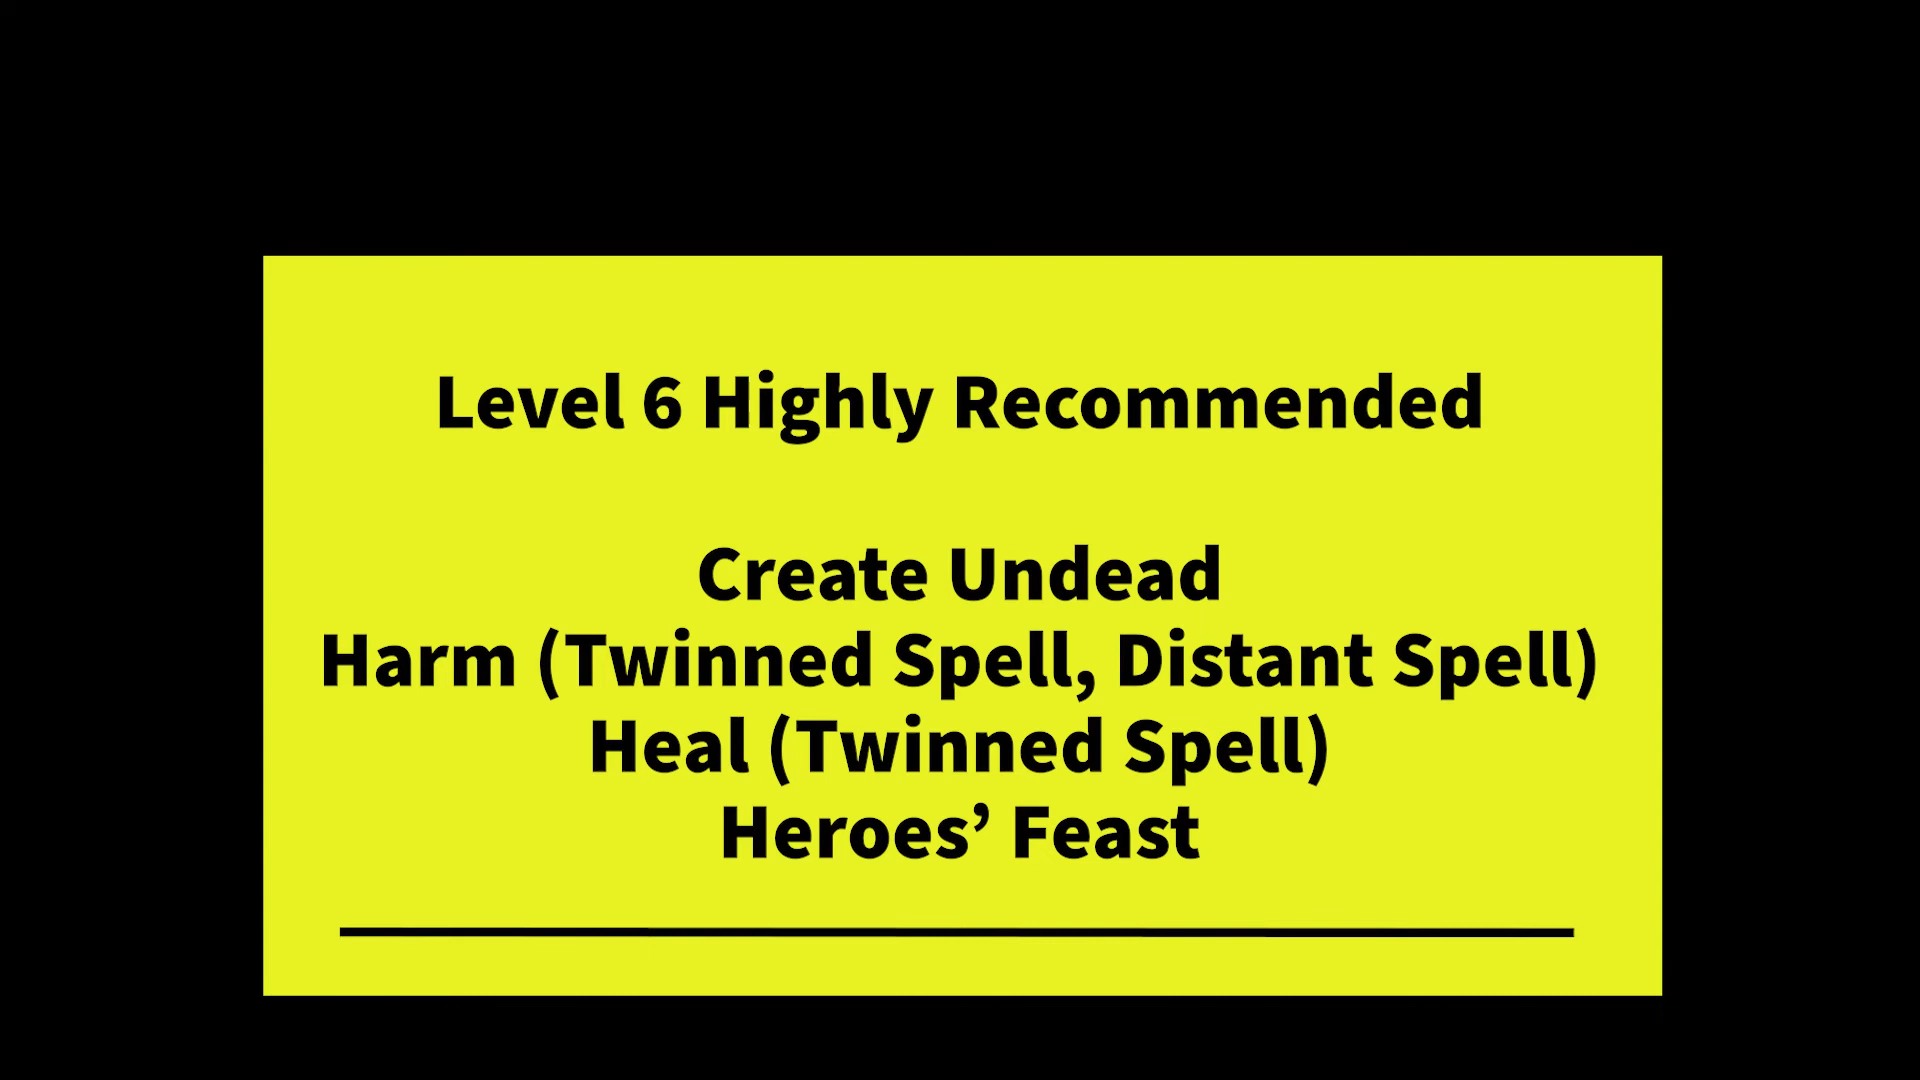 Level 6 Highly Recommended
Create Undead
Harm (Twinned Spell, Distant Spell)
Heal (Twinned Spell)
Heroes’ Feast